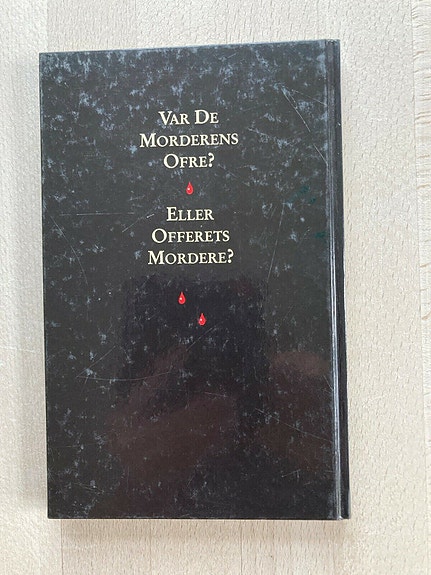 VAR DE
MORDERENS
OFRE?
ELLER
OFFERETS
MORDERE?